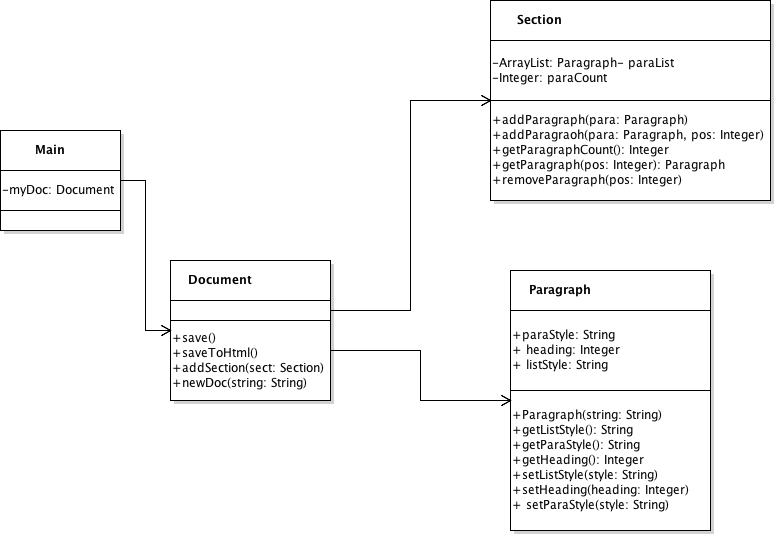 Section
-ArrayList: Paragraph- paraList
-Integer: paraCount
+addParagraph(para: Paragraph)
+addParagraoh(para: Paragraph, pos: Integer)
+getParagraphCount(): Integer
+getParagraph(pos: Integer): Paragraph
+removeParagraph(pos: Integer)
Main
-myDoc: Document
Document
+save()
+saveToHtml()
+addSection(sect: Section)
+newDoc(string: String)
Paragraph
+paraStyle: String
+ heading: Integer
+ listStyle: String
+Paragraph(string: String)
+getListStyle(): String
+getParaStyle(): String
+getHeading(): Integer
+setListStyle(style: String)
+setHeading(heading: Integer)
+ setParaStyle(style: String)